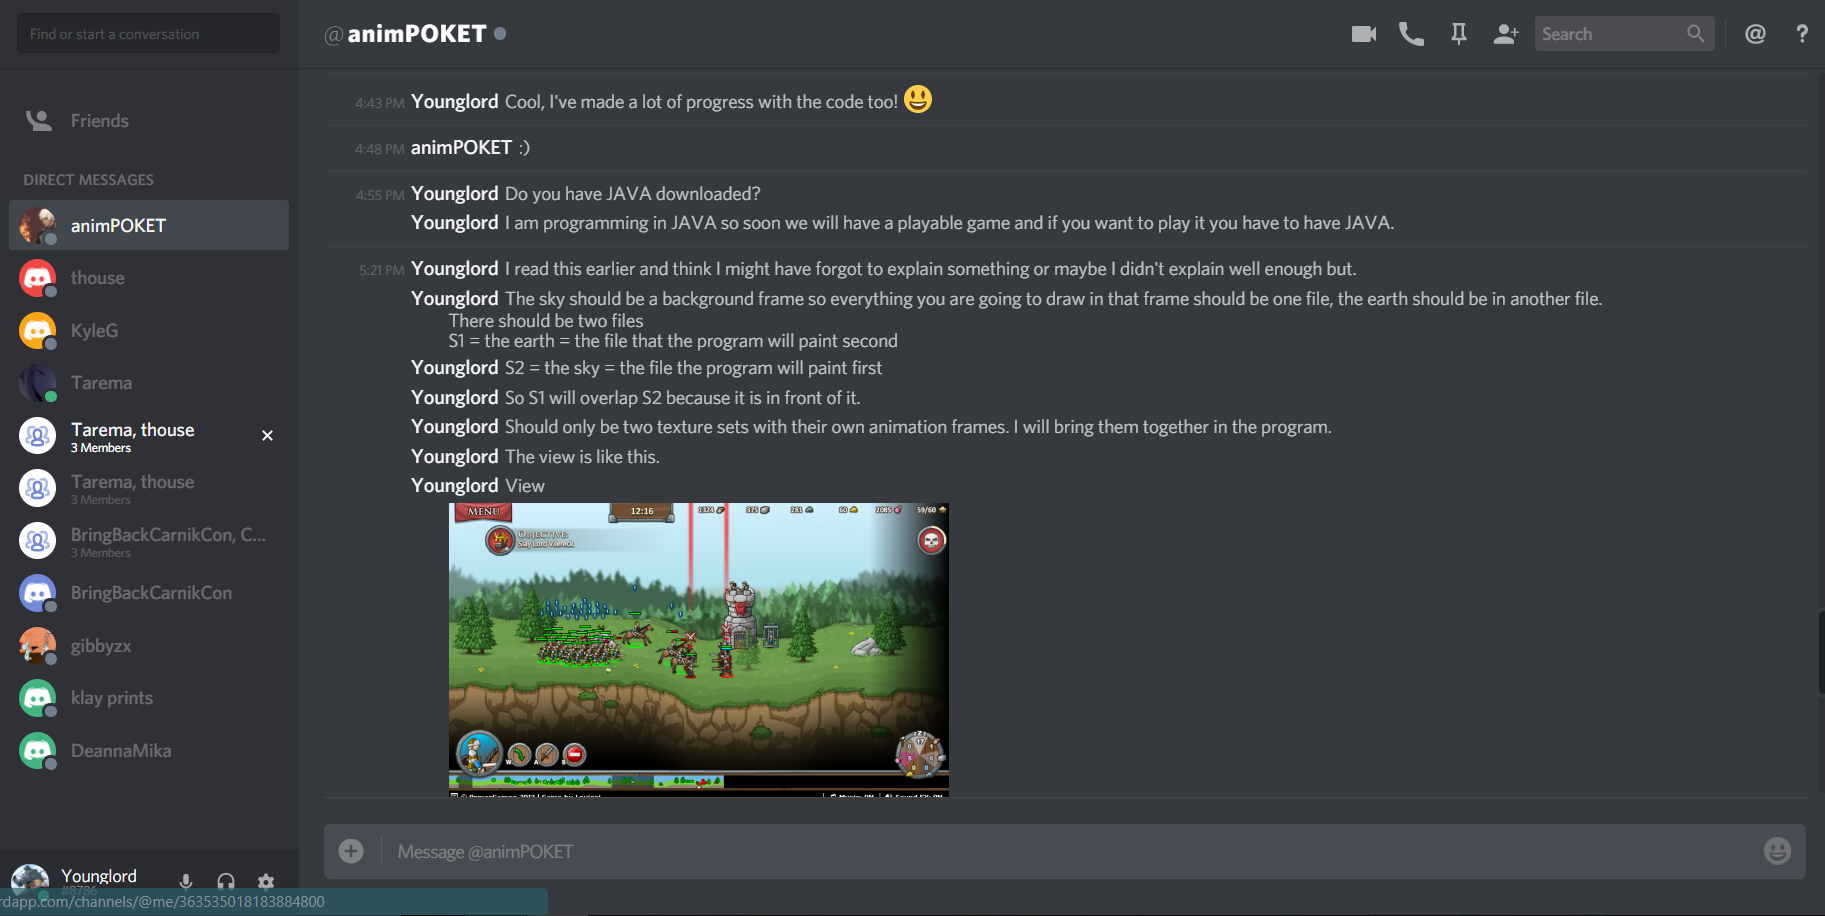 Find or start a conversation
@animPOKET
Search
@
?
Friends
DIRECT MESSAGES
animPOKET
thouse
KyleG
Tarema
Tarema, thouse
3 Members
Tarema, thouse
3 Members
BringBackCarnikCon, C...
3 Members
BringBackCarnikCon
gibbyzx
klay prints
DeannaMika
Younglord
#8786
rdapp.com/channels/@me/363535018183884800
4:43 PM Younglord Cool, I've made a lot of progress with the code too!
4:48 PM animPOKET :)
4:55 PM Younglord Do you have JAVA downloaded?
Younglord I am programming in JAVA so soon we will have a playable game and if you want to play it you have to have JAVA.
5:21 PM Younglord I read this earlier and think I might have forgot to explain something or maybe I didn't explain well enough but.
Younglord The sky should be a background frame so everything you are going to draw in that frame should be one file, the earth should be in another file.
There should be two files
S1 = the earth = the file that the program will paint second
Younglord S2 = the sky = the file the program will paint first
Younglord So S1 will overlap S2 because it is in front of it.
Younglord Should only be two texture sets with their own animation frames. I will bring them together in the program.
Younglord The view is like this.
Younglord View
MENU
12:16
1324 375 281 60 2085 59/60
OBJECTIVE:
Slay Lord Vilereck
W A S
17
Message @animPOKET